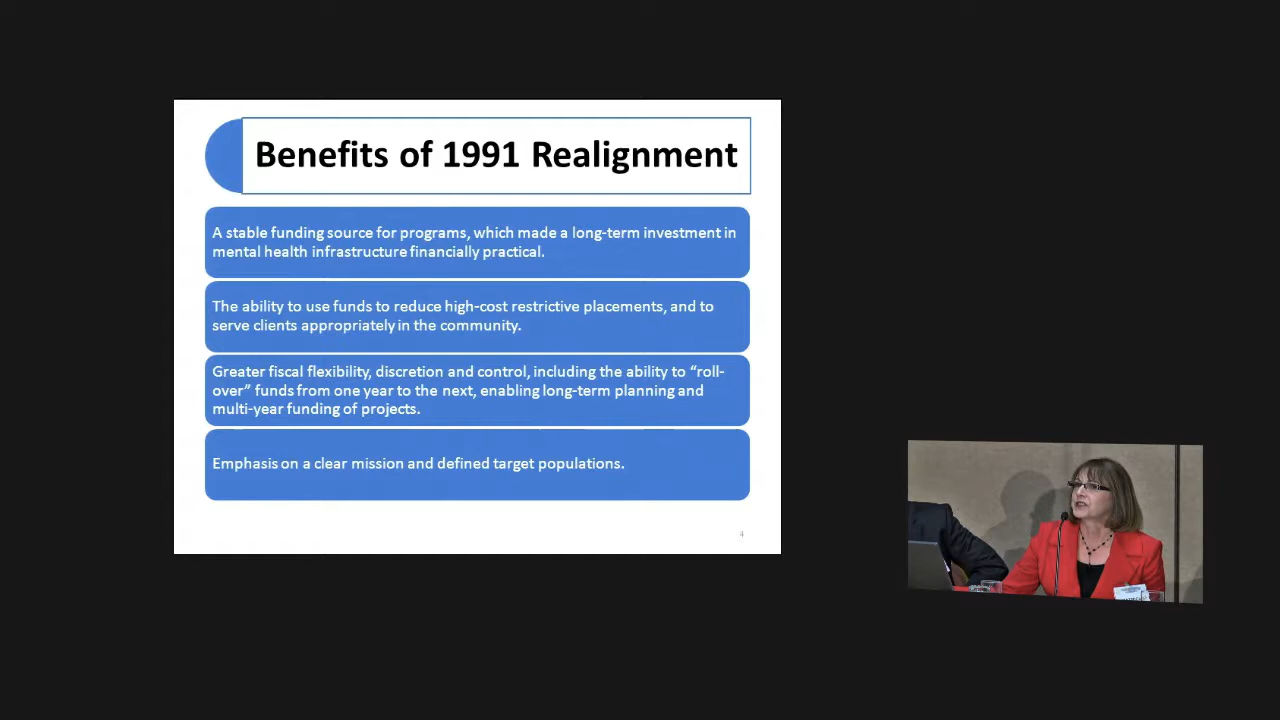 Benefits of 1991 Realignment
A stable funding source for programs, which made a long-term investment in
mental health infrastructure financially practical.
The ability to use funds to reduce high-cost restrictive placements, and to
serve clients appropriately in the community.
Greater fiscal flexibility, discretion and control, including the ability to “roll-
over” funds from one year to the next, enabling long-term planning and
multi-year funding of projects.
Emphasis on a clear mission and defined target populations.
4